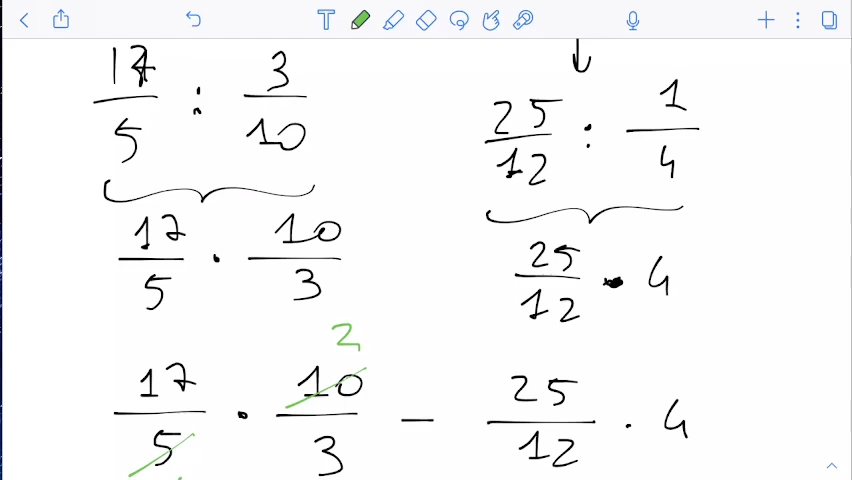 17/5 : 3/10
25/12 : 1/4
17/5 · 10/3
25/12 · 4
2
17/5 · 10/3 − 25/12 · 4